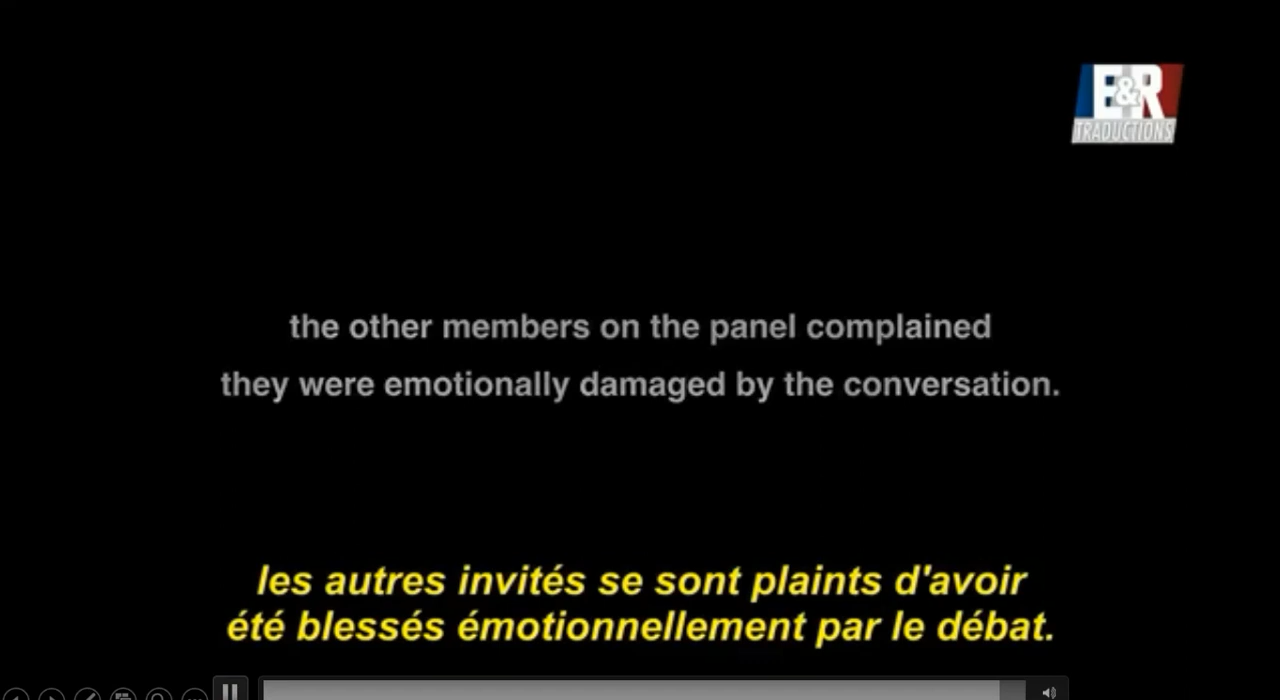 E&R
TRADUCTIONS
the other members on the panel complained
they were emotionally damaged by the conversation.
les autres invités se sont plaints d'avoir
été blessés émotionnellement par le débat.